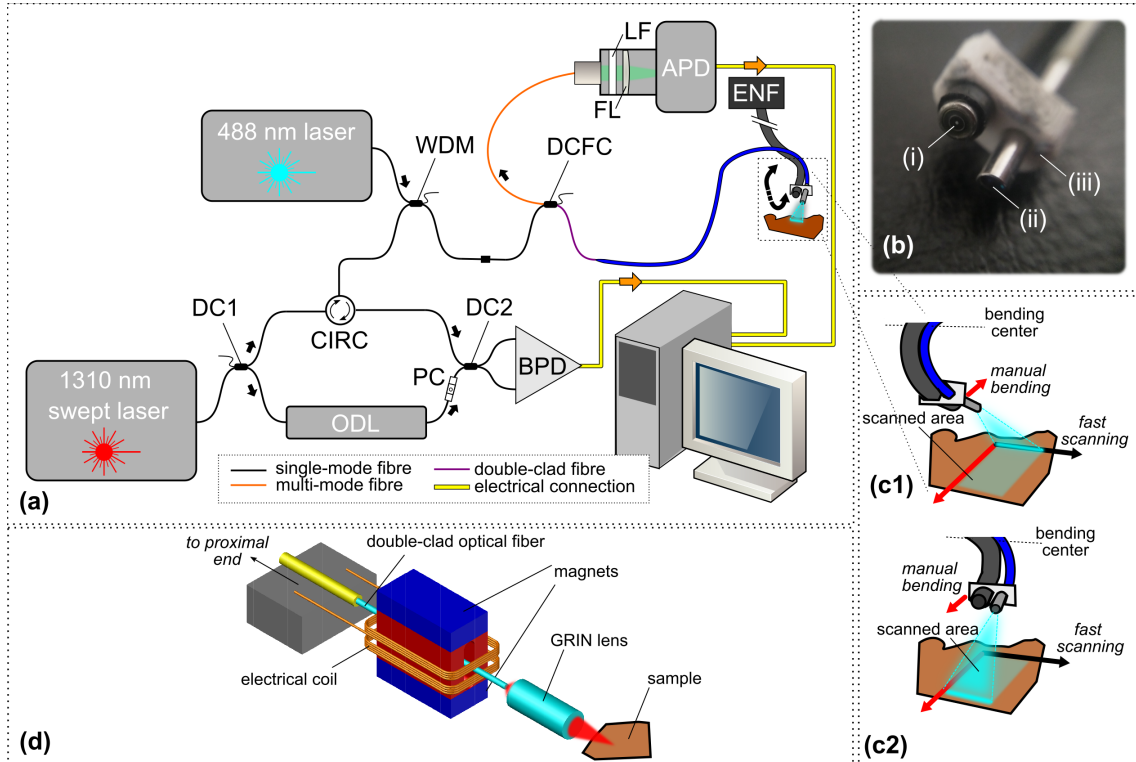 LF
APD
FL
ENF
488 nm laser
WDM
DCFC
DC1
CIRC
DC2
BPD
PC
1310 nm
swept laser
ODL
single-mode fibre
double-clad fibre
multi-mode fibre
electrical connection
(a)
(i)
(ii)
(iii)
(b)
bending
center
manual
bending
scanned area
fast
scanning
(c1)
bending
center
manual
bending
scanned area
fast
scanning
(c2)
to proximal
end
double-clad optical fiber
magnets
GRIN lens
electrical coil
sample
(d)